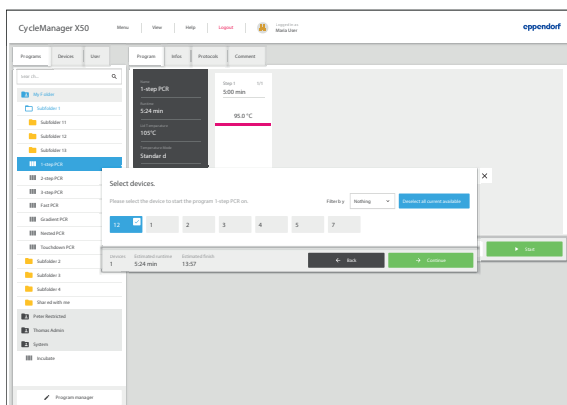 CycleManager X50
Menu
View
Help
Logout
Logged in as
Mista User
eppendorf
Programs
Devices
User
Program
Infos
Protocols
Comment
My Folder
Subfolder 1
Subfolder 11
Subfolder 12
Subfolder 13
1-step PCR
2-step PCR
3-step PCR
Fast PCR
Gradient PCR
Nested PCR
Touchdown PCR
Subfolder 2
Subfolder 3
Subfolder 4
Shared with me
Peter Restricted
Thomas Admin
System
Incubate
Program manager
Name
1-step PCR
Runtime
5:24 min
Lid Temperature
105°C
Temperature Mode
Standar d
Step 1
5:00 min
95.0 °C
Select devices.
Please select the device to start the program 1-step PCR on.
Filter b y
Nothing
Deselect all current available
12
1
2
3
4
5
7
Devices
1
Estimated runtime
5:24 min
Estimated finish
13:57
Back
Continue
Start